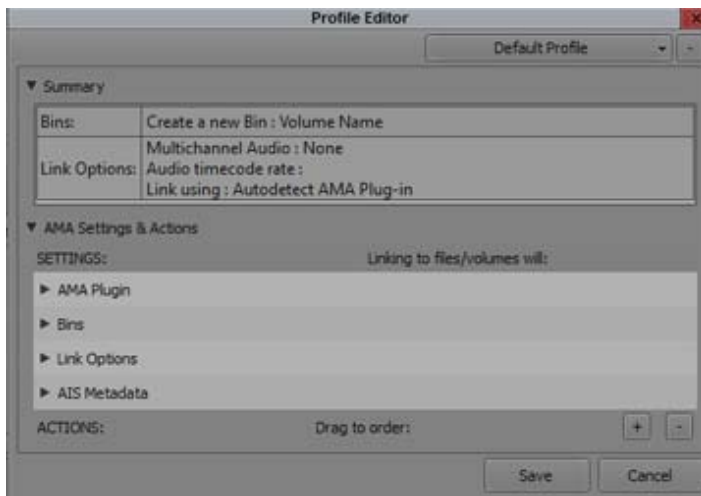 Profile Editor
Default Profile
-
Summary
Bins: Create a new Bin : Volume Name
Link Options: Multichannel Audio : None
Audio timecode rate :
Link using : Autodetect AMA Plug-in
AMA Settings & Actions
SETTINGS: Linking to files/volumes will:
AMA Plugin
Bins
Link Options
AIS Metadata
ACTIONS: Drag to order: + -
Save Cancel